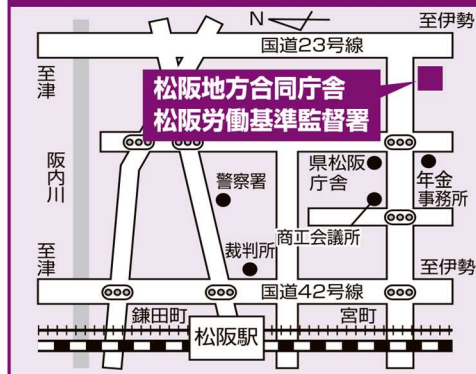 N
至伊勢
国道23号線
至津
松阪地方合同庁舎
松阪労働基準監督署
阪内川
警察署
県松阪
庁舎
年金
事務所
商工会議所
裁判所
至津
至伊勢
国道42号線
鎌田町
宮町
松阪駅